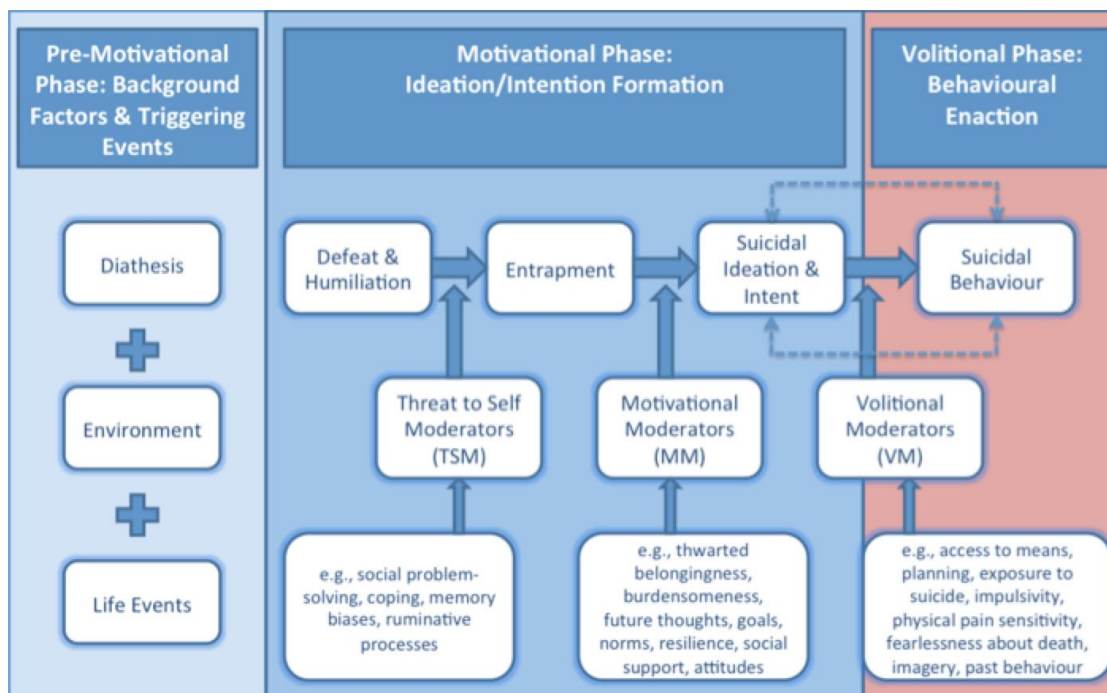 Pre-Motivational
Phase: Background
Factors & Triggering
Events
Motivational Phase:
Ideation/Intention Formation
Volitional Phase:
Behavioural
Enaction
Diathesis
Environment
Life Events
Defeat &
Humiliation
Entrapment
Suicidal
Ideation &
Intent
Suicidal
Behaviour
Threat to Self
Moderators
(TSM)
Motivational
Moderators
(MM)
Volitional
Moderators
(VM)
e.g., social problem-
solving, coping, memory
biases, ruminative
processes
e.g., thwarted
belongingness,
burdensomeness,
future thoughts, goals,
norms, resilience, social
support, attitudes
e.g., access to means,
planning, exposure to
suicide, impulsivity,
physical pain sensitivity,
fearlessness about death,
imagery, past behaviour